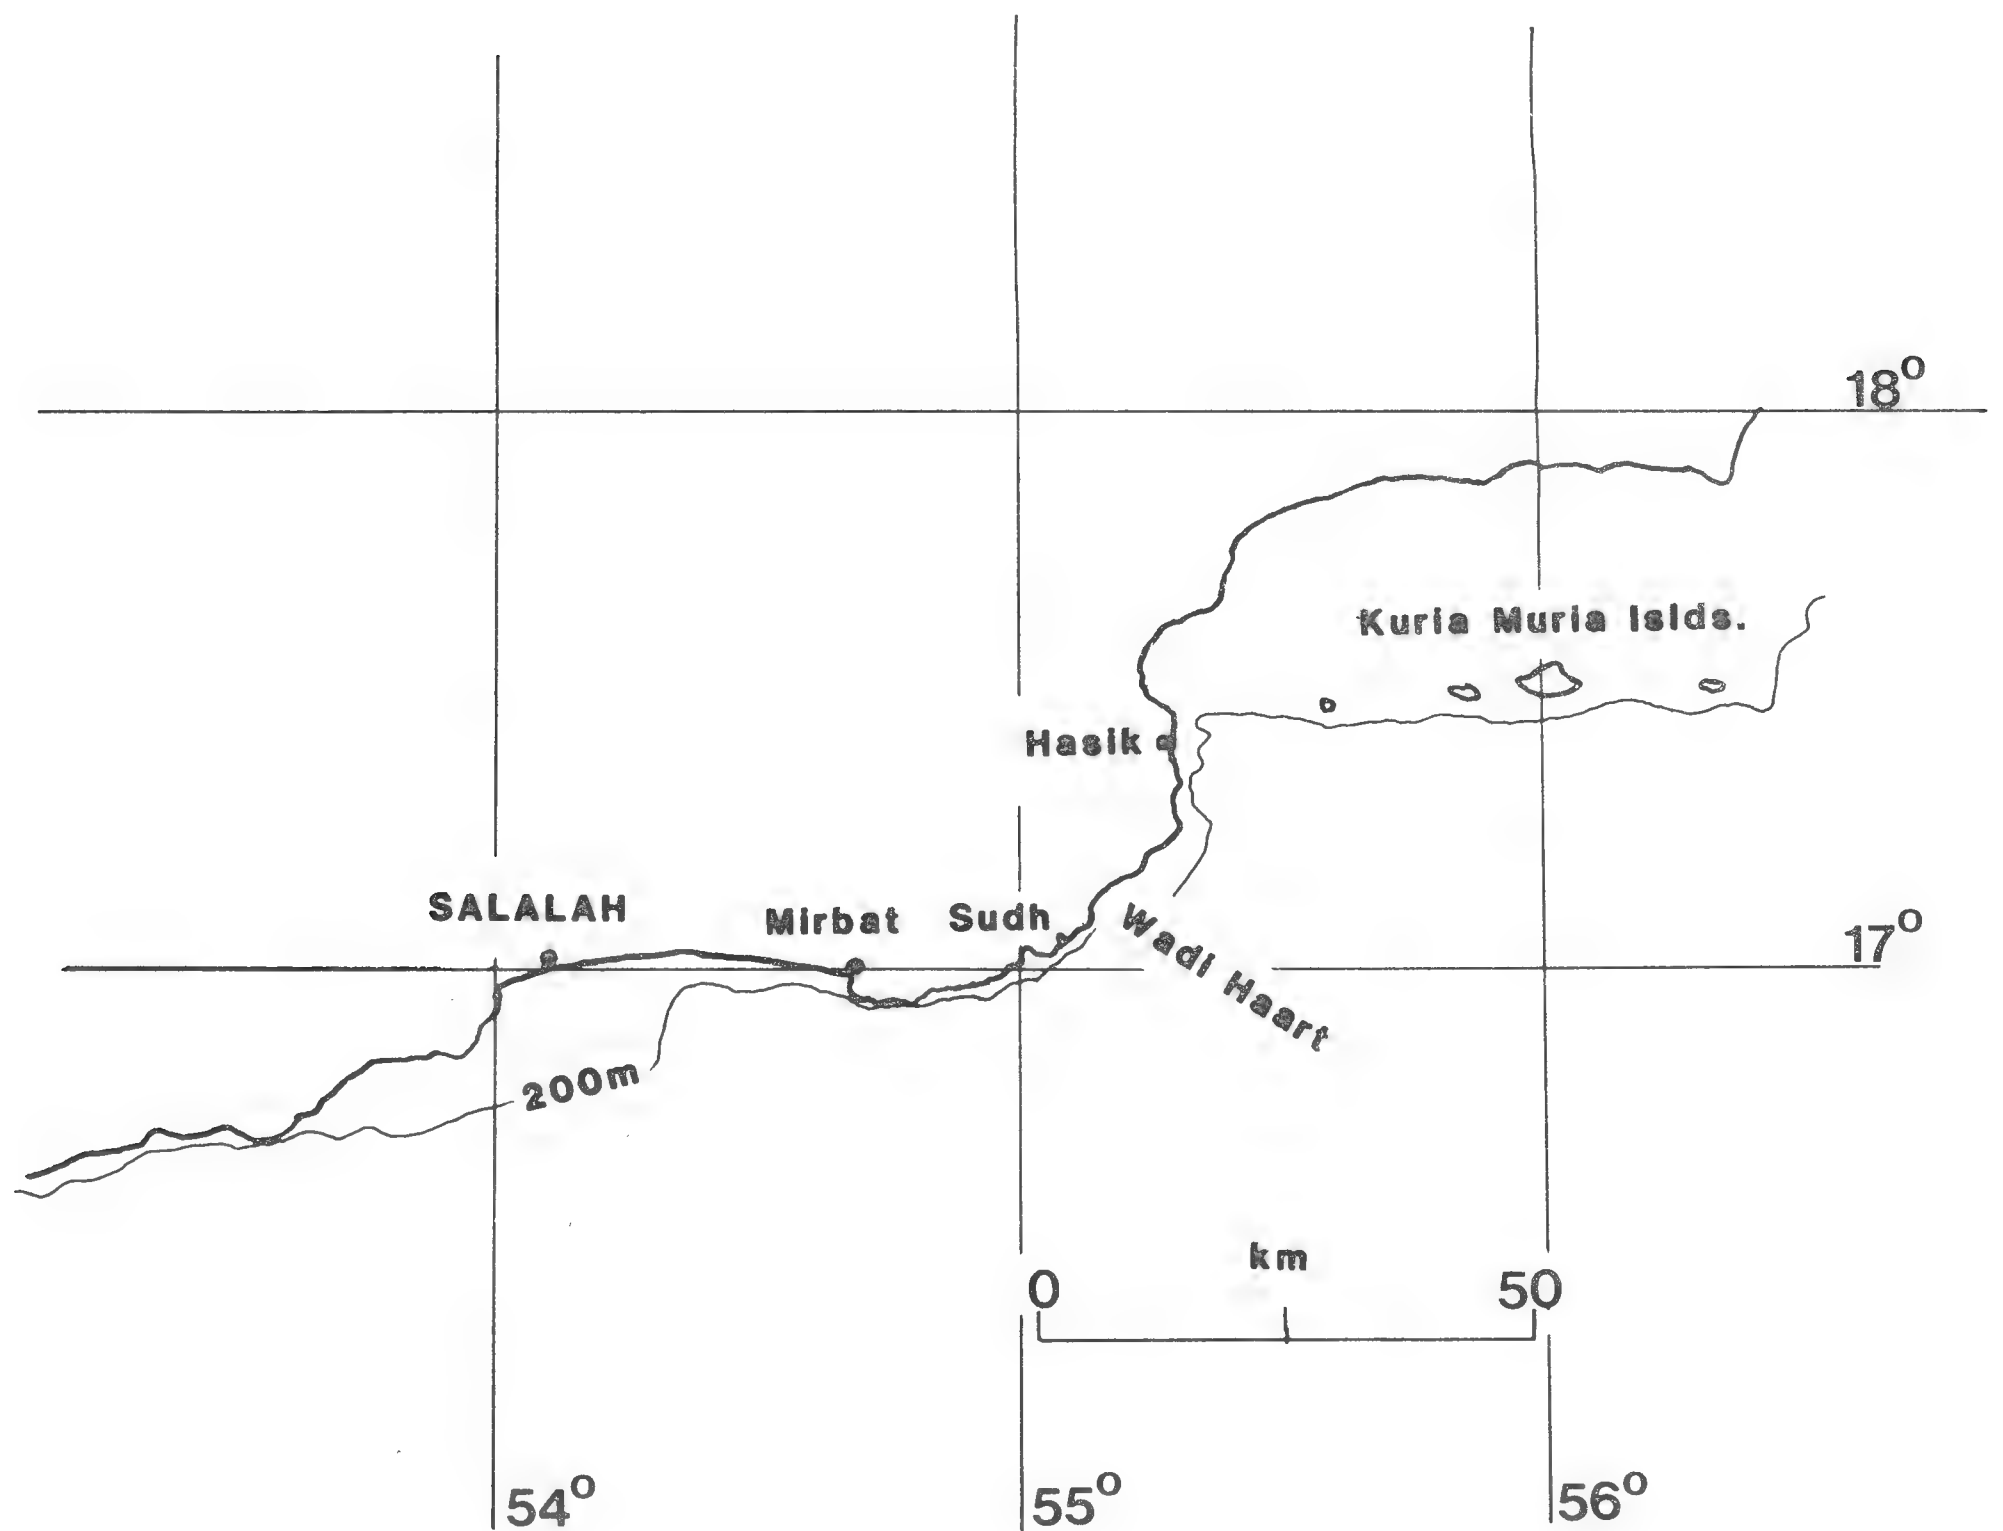 18°
Kuria Muria Islds.
Hasik
SALALAH
Mirbat
Sudh
Wadi Haart
17°
200m
km
0 50
54° 55° 56°